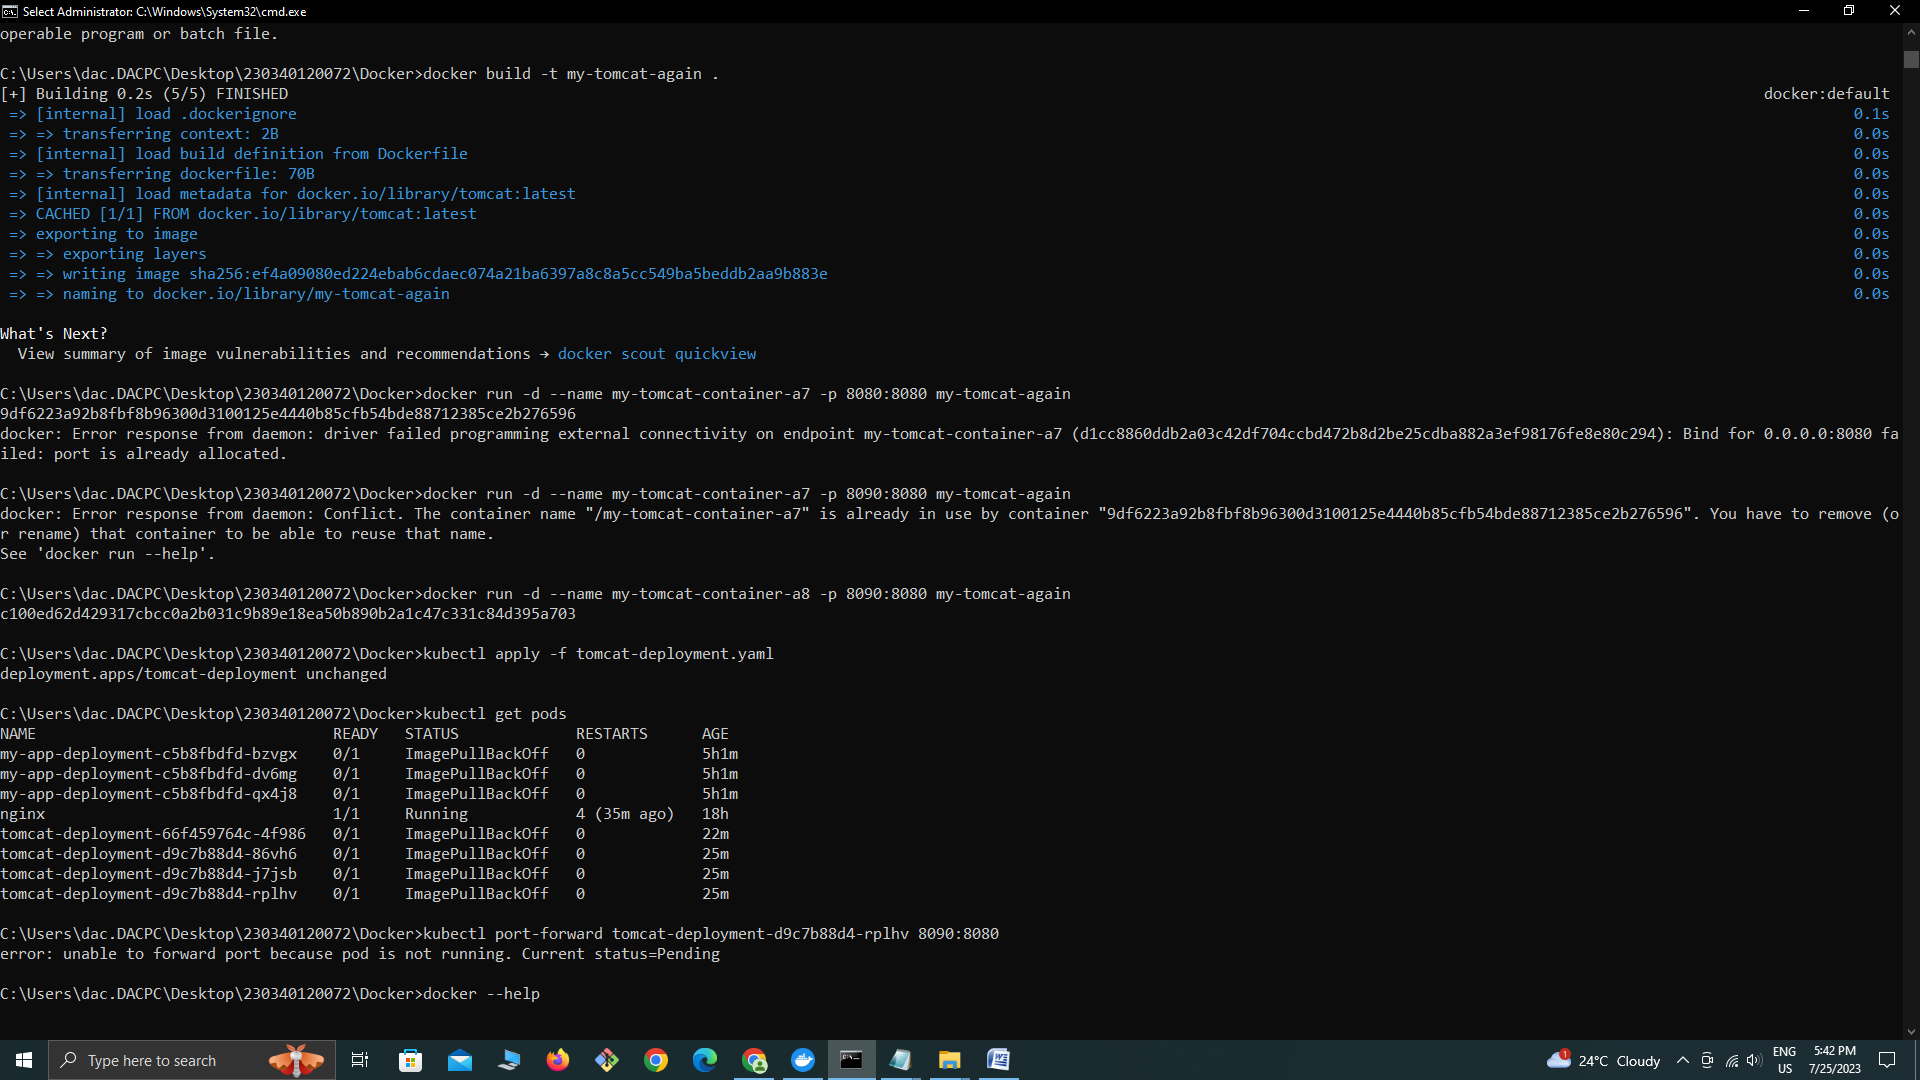 Select Administrator: C:\Windows\System32\cmd.exe
operable program or batch file.
C:\Users\dac.DACPC\Desktop\230340120072\Docker>docker build -t my-tomcat-again .
[+] Building 0.2s (5/5) FINISHED docker:default
=> [internal] load .dockerignore 0.1s
=> => transferring context: 2B 0.0s
=> [internal] load build definition from Dockerfile 0.0s
=> => transferring dockerfile: 70B 0.0s
=> [internal] load metadata for docker.io/library/tomcat:latest 0.0s
=> CACHED [1/1] FROM docker.io/library/tomcat:latest 0.0s
=> exporting to image 0.0s
=> => exporting layers 0.0s
=> => writing image sha256:ef4a09080ed224ebab6cdaec074a21ba6397a8c8a5cc549ba5beddb2aa9b883e 0.0s
=> => naming to docker.io/library/my-tomcat-again 0.0s
What's Next?
View summary of image vulnerabilities and recommendations → docker scout quickview
C:\Users\dac.DACPC\Desktop\230340120072\Docker>docker run -d --name my-tomcat-container-a7 -p 8080:8080 my-tomcat-again
9df6223a92b8fbf8b96300d3100125e4440b85cfb54bde88712385ce2b276596
docker: Error response from daemon: driver failed programming external connectivity on endpoint my-tomcat-container-a7 (d1cc8860ddb2a03c42df704ccbd472b8d2be25cdba882a3ef98176fe8e80c294): Bind for 0.0.0.0:8080 fa
iled: port is already allocated.
C:\Users\dac.DACPC\Desktop\230340120072\Docker>docker run -d --name my-tomcat-container-a7 -p 8090:8080 my-tomcat-again
docker: Error response from daemon: Conflict. The container name "/my-tomcat-container-a7" is already in use by container "9df6223a92b8fbf8b96300d3100125e4440b85cfb54bde88712385ce2b276596". You have to remove (o
r rename) that container to be able to reuse that name.
See 'docker run --help'.
C:\Users\dac.DACPC\Desktop\230340120072\Docker>docker run -d --name my-tomcat-container-a8 -p 8090:8080 my-tomcat-again
c100ed62d429317cbcc0a2b031c9b89e18ea50b890b2a1c47c331c84d395a703
C:\Users\dac.DACPC\Desktop\230340120072\Docker>kubectl apply -f tomcat-deployment.yaml
deployment.apps/tomcat-deployment unchanged
C:\Users\dac.DACPC\Desktop\230340120072\Docker>kubectl get pods
NAME READY STATUS RESTARTS AGE
my-app-deployment-c5b8fbdfd-bzvgx 0/1 ImagePullBackOff 0 5h1m
my-app-deployment-c5b8fbdfd-dv6mg 0/1 ImagePullBackOff 0 5h1m
my-app-deployment-c5b8fbdfd-qx4j8 0/1 ImagePullBackOff 0 5h1m
nginx 1/1 Running 4 (35m ago) 18h
tomcat-deployment-66f459764c-4f986 0/1 ImagePullBackOff 0 22m
tomcat-deployment-d9c7b88d4-86vh6 0/1 ImagePullBackOff 0 25m
tomcat-deployment-d9c7b88d4-j7jsb 0/1 ImagePullBackOff 0 25m
tomcat-deployment-d9c7b88d4-rplhv 0/1 ImagePullBackOff 0 25m
C:\Users\dac.DACPC\Desktop\230340120072\Docker>kubectl port-forward tomcat-deployment-d9c7b88d4-rplhv 8090:8080
error: unable to forward port because pod is not running. Current status=Pending
C:\Users\dac.DACPC\Desktop\230340120072\Docker>docker --help
Type here to search
1
24°C Cloudy
ENG
US
5:42 PM
7/25/2023